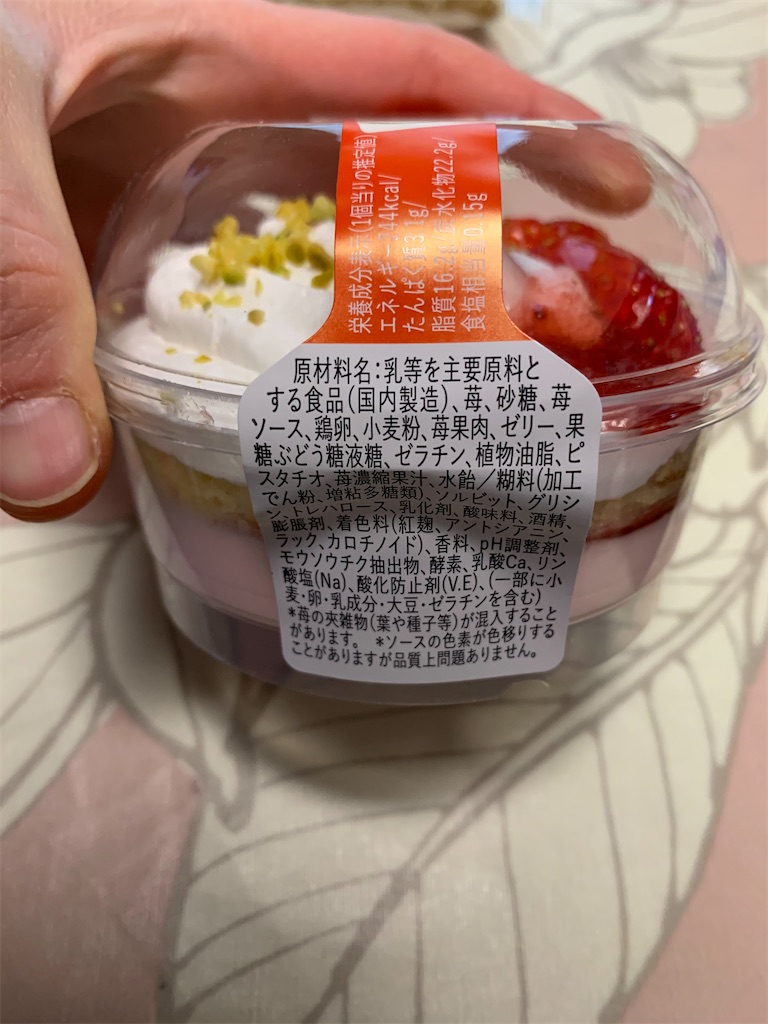 栄養成分表示(1個当りの推定値)
エネルギー:244kcal/
たんぱく質3.1g/
脂質16.2g/炭水化物22.2g/
食塩相当量0.15g
原材料名:乳等を主要原料と
する食品(国内製造)、苺、砂糖、苺
ソース、鶏卵、小麦粉、苺果肉、ゼリー、果
糖ぶどう糖液糖、ゼラチン、植物油脂、ピ
スタチオ、苺濃縮果汁、水飴/糊料(加工
でん粉、増粘多糖類)、ソルビット、グリシ
ン、トレハロース、乳化剤、酸味料、酒精、
膨脹剤、着色料(紅麹、アントシアニン、
ラック、カロチノイド)、香料、pH調整剤、
モウソウチク抽出物、酵素、乳酸Ca、リン
酸塩(Na)、酸化防止剤(V.E)、(一部に小
麦・卵・乳成分・大豆・ゼラチンを含む)
*苺の夾雑物(葉や種子等)が混入すること
があります。 *ソースの色素が色移りする
ことがありますが品質上問題ありません。